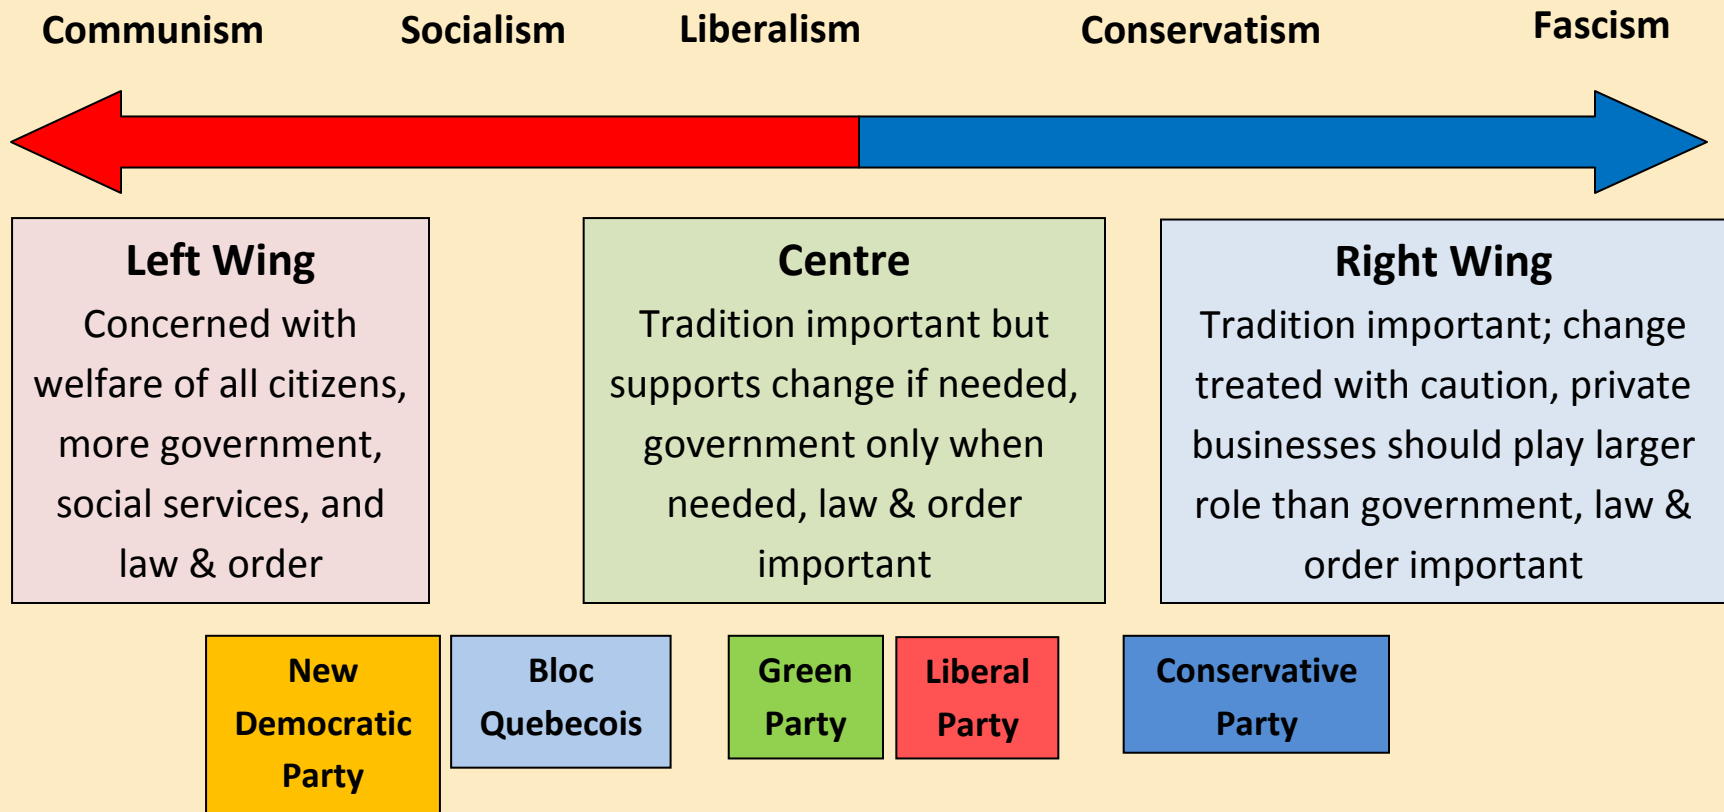 Communism Socialism Liberalism Conservatism Fascism
Left Wing
Concerned with
welfare of all citizens,
more government,
social services, and
law & order
Centre
Tradition important but
supports change if needed,
government only when
needed, law & order
important
Right Wing
Tradition important; change
treated with caution, private
businesses should play larger
role than government, law &
order important
New
Democratic
Party
Bloc
Quebecois
Green
Party
Liberal
Party
Conservative
Party